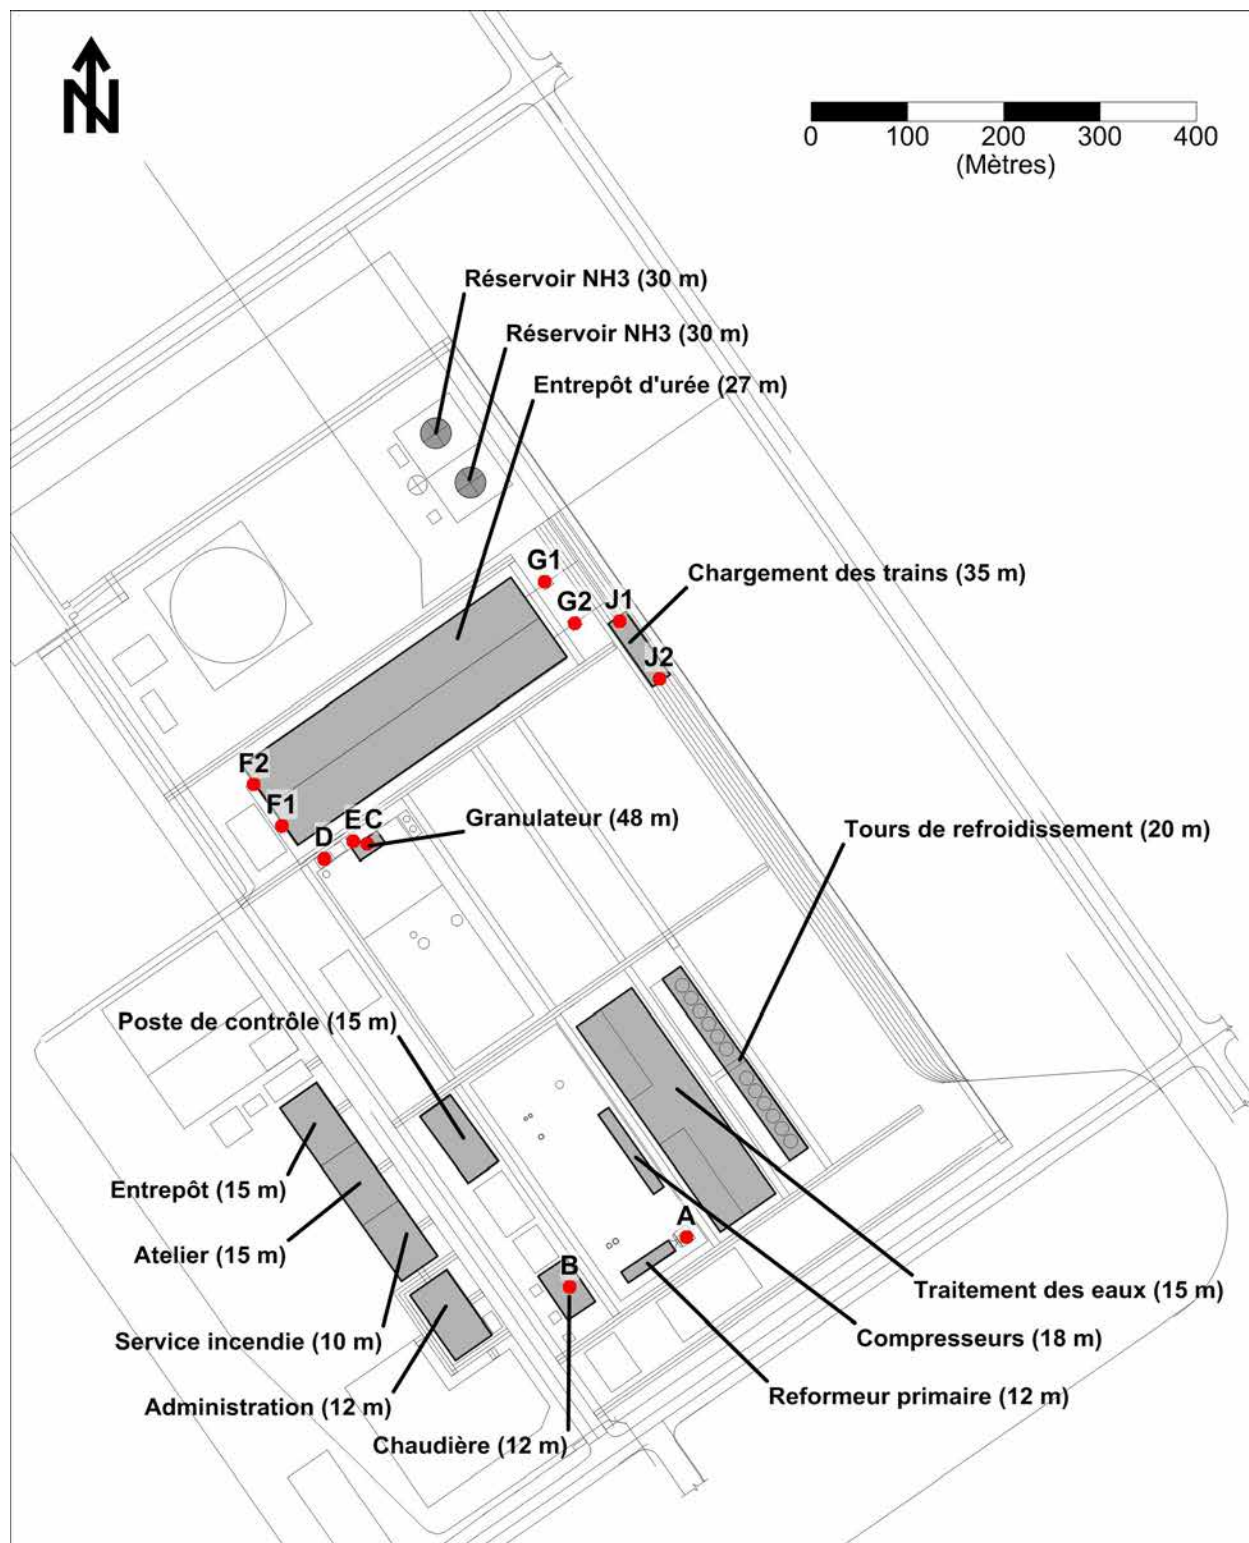 N
0 100 200 300 400
(Mètres)
Réservoir NH3 (30 m)
Réservoir NH3 (30 m)
Entrepôt d'urée (27 m)
G1
Chargement des trains (35 m)
G2
J1
J2
F2
F1
E
C
D
Granulateur (48 m)
Tours de refroidissement (20 m)
Poste de contrôle (15 m)
Entrepôt (15 m)
A
Atelier (15 m)
B
Traitement des eaux (15 m)
Service incendie (10 m)
Compresseurs (18 m)
Reformeur primaire (12 m)
Administration (12 m)
Chaudière (12 m)